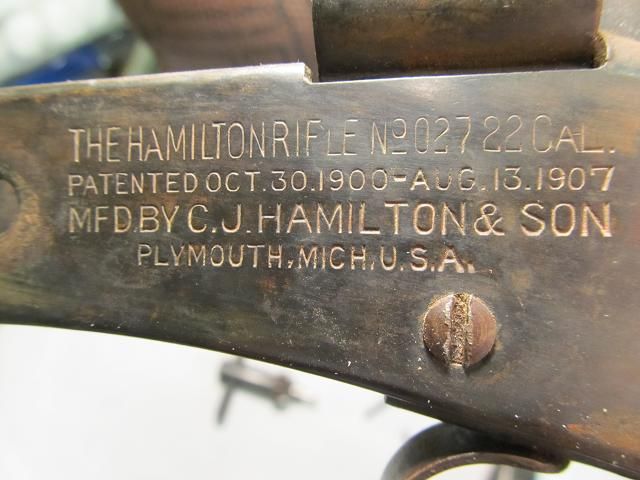 THE HAMILTON RIFLE No 027 22 CAL.
PATENTED OCT. 30. 1900-AUG. 13. 1907
MFD. BY C. J. HAMILTON & SON
PLYMOUTH, MICH. U.S.A.